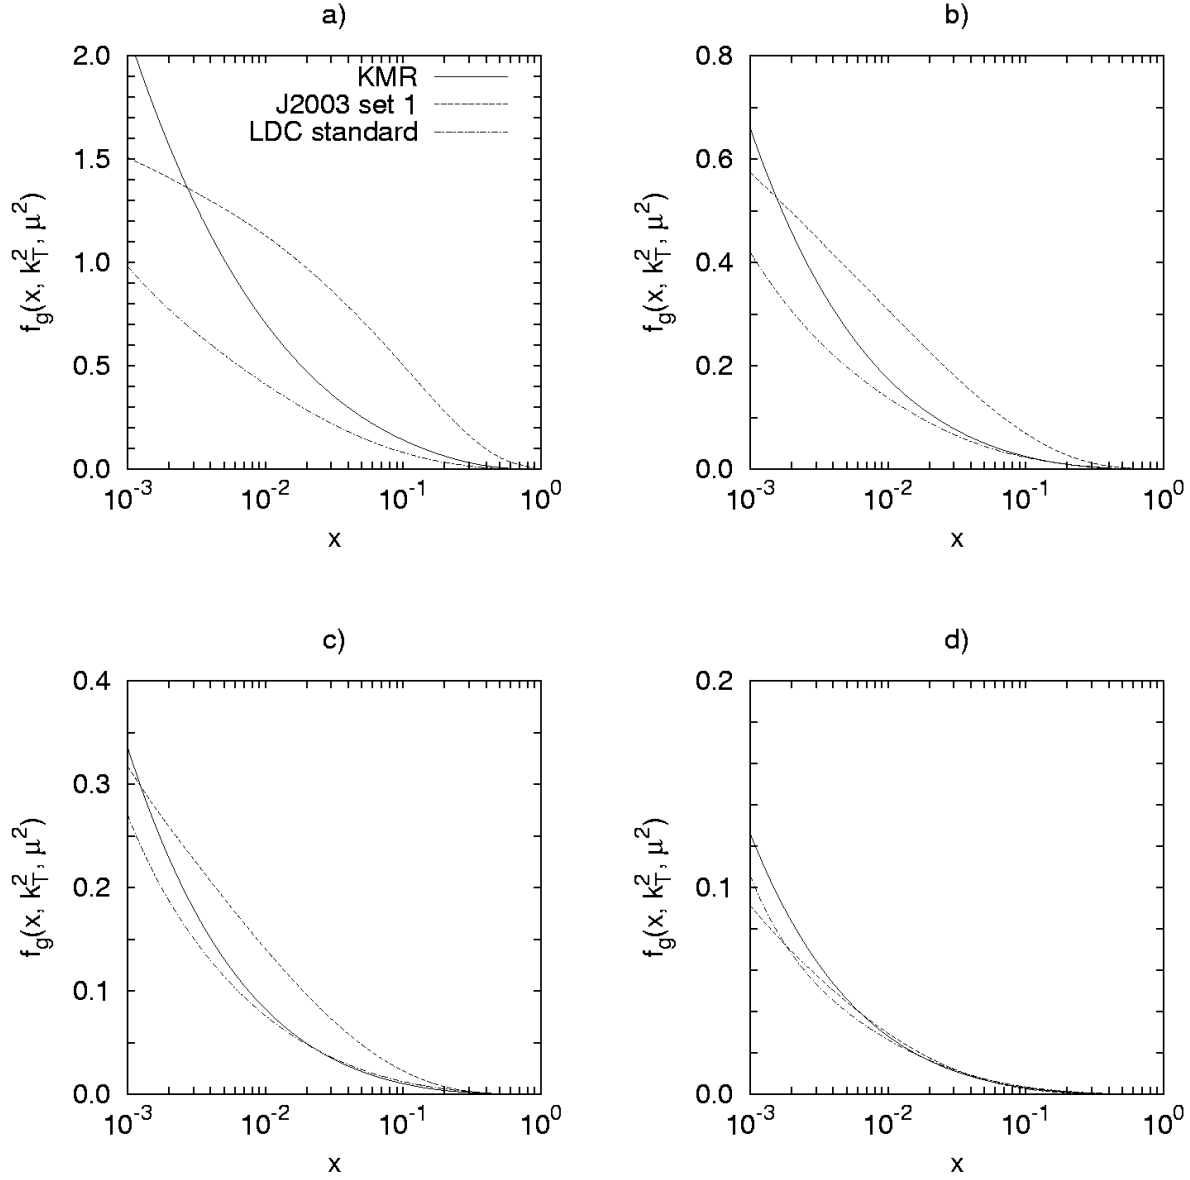 a)
2.0
1.5
1.0
0.5
0.0
f_g(x, k_T^2, μ^2)
KMR
J2003 set 1
LDC standard
10^-3 10^-2 10^-1 10^0
x
b)
0.8
0.6
0.4
0.2
0.0
f_g(x, k_T^2, μ^2)
10^-3 10^-2 10^-1 10^0
x
c)
0.4
0.3
0.2
0.1
0.0
f_g(x, k_T^2, μ^2)
10^-3 10^-2 10^-1 10^0
x
d)
0.2
0.1
0.0
f_g(x, k_T^2, μ^2)
10^-3 10^-2 10^-1 10^0
x